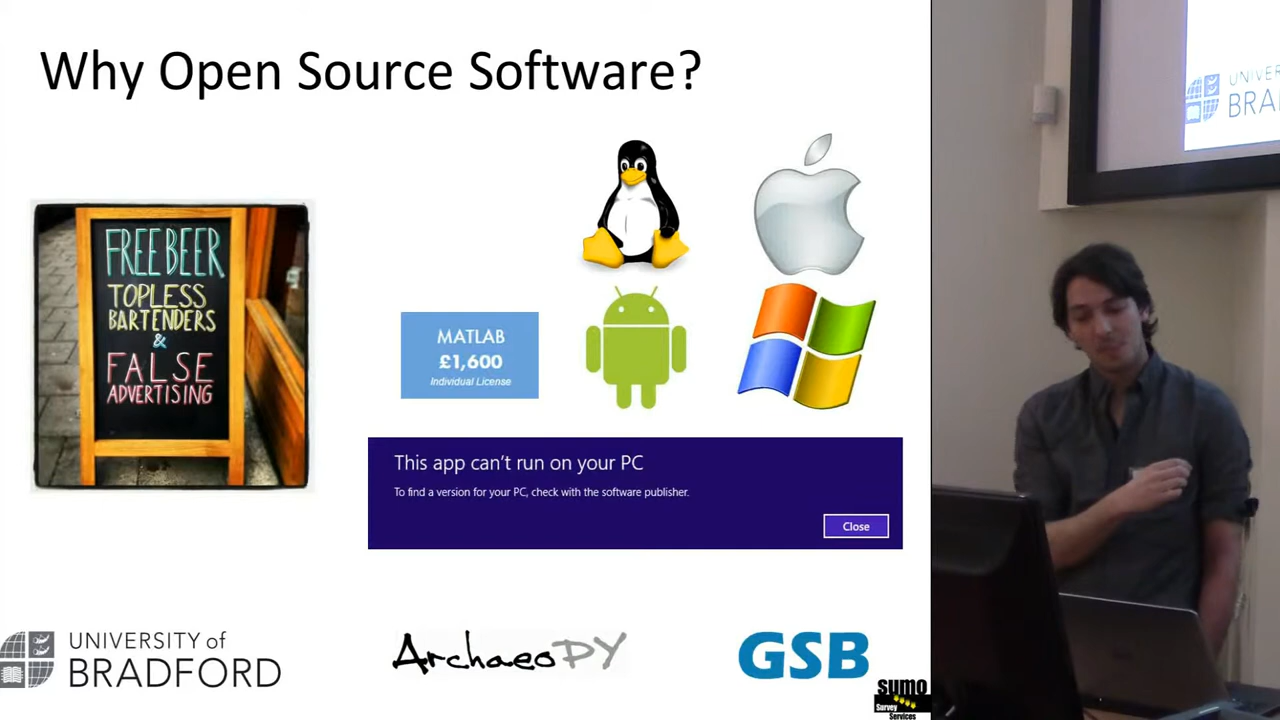 Why Open Source Software?
FREE BEER
TOPLESS
BARTENDERS
&
FALSE
ADVERTISING
MATLAB
£1,600
Individual License
This app can't run on your PC
To find a version for your PC, check with the software publisher.
Close
UNIVERSITY of
BRADFORD
ArchaeoPY
GSB
SUMO
Survey
Services
UNIVE
BRAD